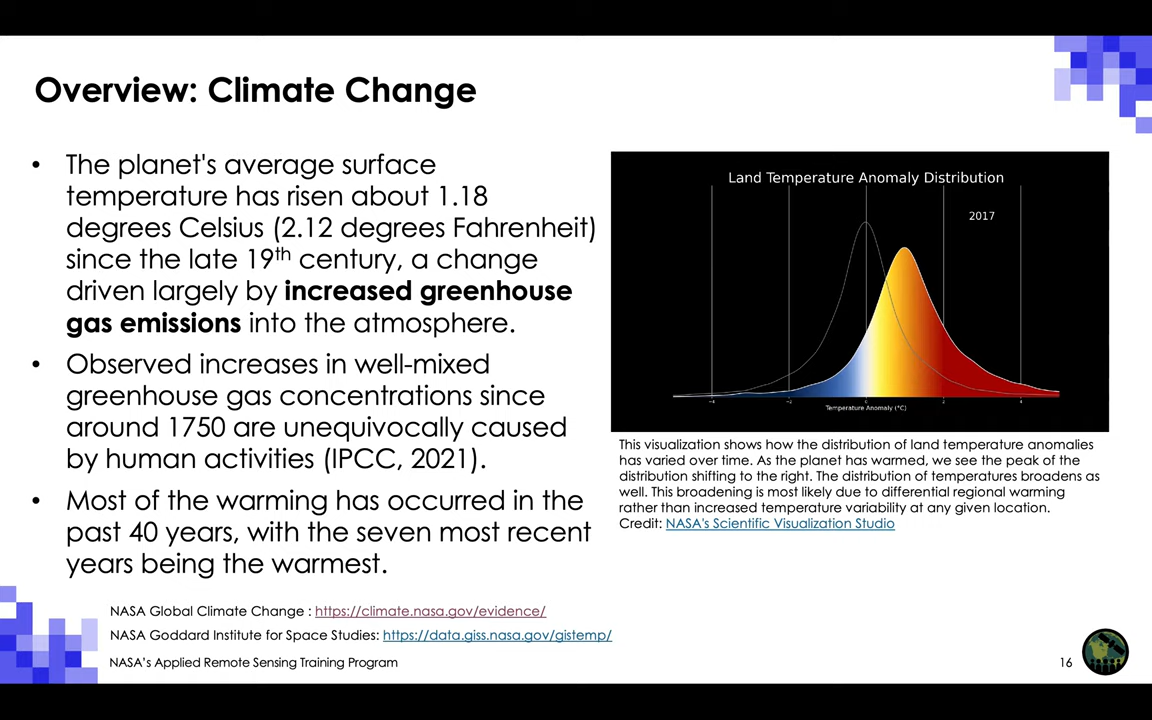 Overview: Climate Change
• The planet's average surface
temperature has risen about 1.18
degrees Celsius (2.12 degrees Fahrenheit)
since the late 19th century, a change
driven largely by increased greenhouse
gas emissions into the atmosphere.
• Observed increases in well-mixed
greenhouse gas concentrations since
around 1750 are unequivocally caused
by human activities (IPCC, 2021).
• Most of the warming has occurred in the
past 40 years, with the seven most recent
years being the warmest.
Land Temperature Anomaly Distribution
2017
-4 -2 0 2 4
Temperature Anomaly (°C)
This visualization shows how the distribution of land temperature anomalies
has varied over time. As the planet has warmed, we see the peak of the
distribution shifting to the right. The distribution of temperatures broadens as
well. This broadening is most likely due to differential regional warming
rather than increased temperature variability at any given location.
Credit: NASA's Scientific Visualization Studio
NASA Global Climate Change : https://climate.nasa.gov/evidence/
NASA Goddard Institute for Space Studies: https://data.giss.nasa.gov/gistemp/
NASA's Applied Remote Sensing Training Program
16